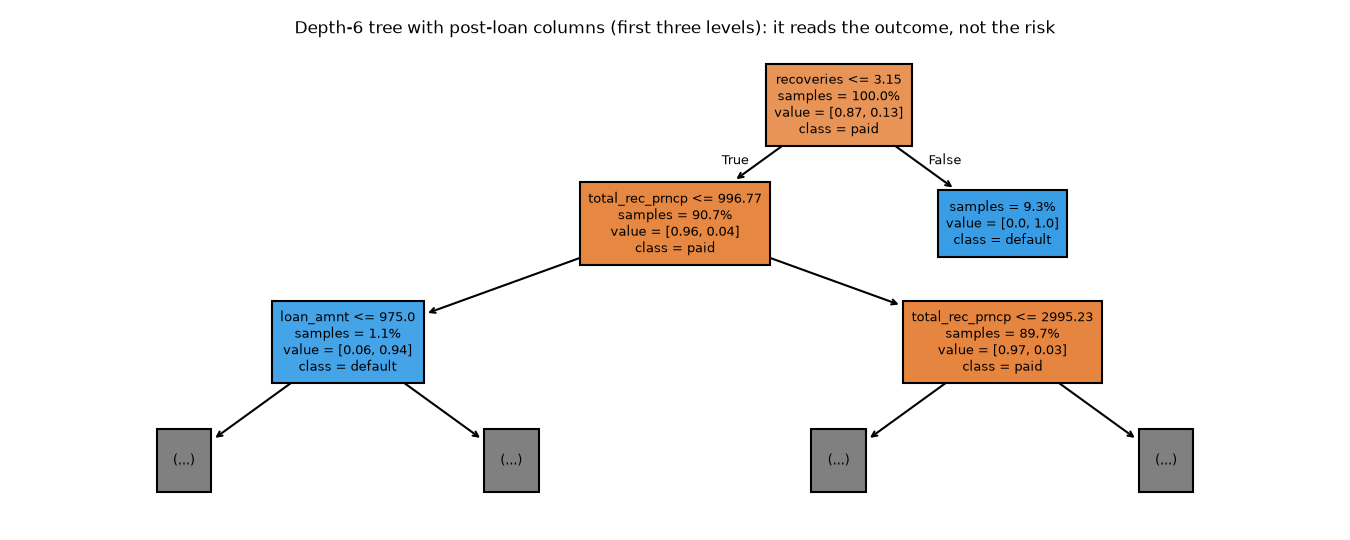 Depth-6 tree with post-loan columns (first three levels): it reads the outcome, not the risk
recoveries <= 3.15
samples = 100.0%
value = [0.87, 0.13]
class = paid
True
False
total_rec_prncp <= 996.77
samples = 90.7%
value = [0.96, 0.04]
class = paid
samples = 9.3%
value = [0.0, 1.0]
class = default
loan_amnt <= 975.0
samples = 1.1%
value = [0.06, 0.94]
class = default
total_rec_prncp <= 2995.23
samples = 89.7%
value = [0.97, 0.03]
class = paid
(...)
(...)
(...)
(...)